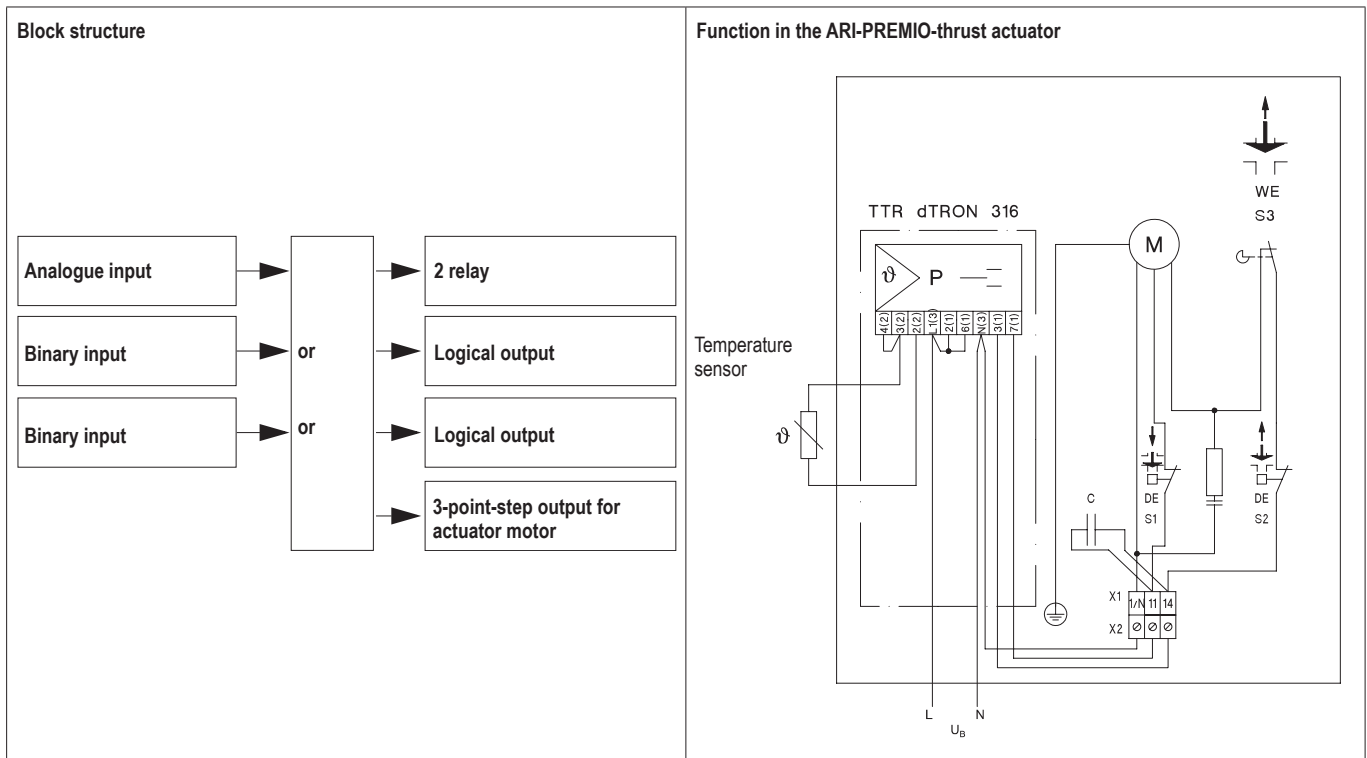 Block structure
Analogue input
Binary input
Binary input
or
or
2 relay
Logical output
Logical output
3-point-step output for
actuator motor
Function in the ARI-PREMIO-thrust actuator
WE
S3
TTR dTRON 316
M
ϑ P
4(2) 3(2) 2(2) L1(3) 2(1) 6(1) N(3) 3(1) 7(1)
Temperature
sensor
ϑ
C
DE
S1
DE
S2
X1 1/N 11 14
X2
L N
UB